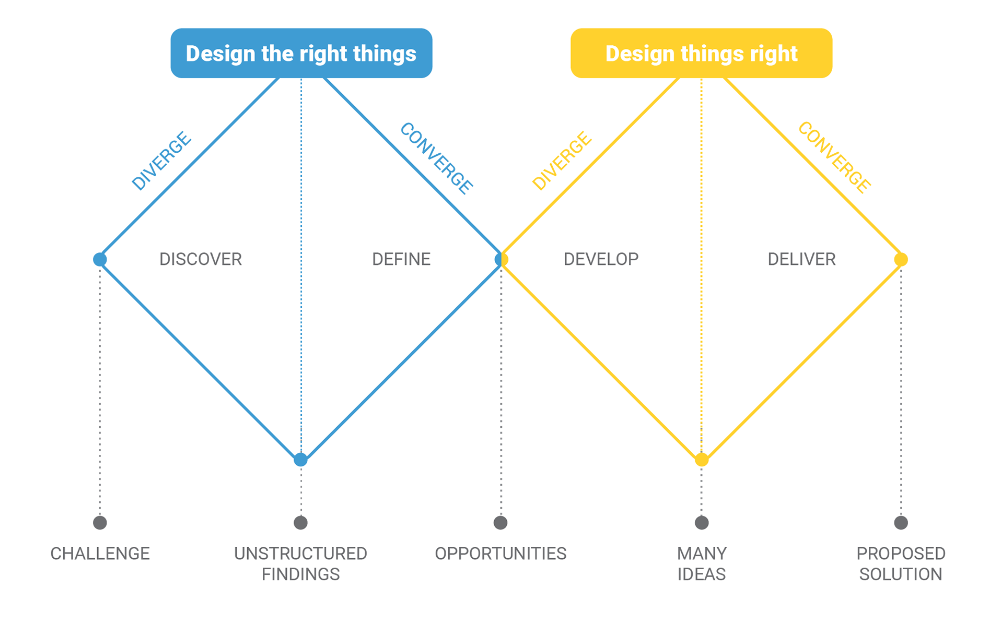 Design the right things
Design things right
DIVERGE
CONVERGE
DIVERGE
CONVERGE
DISCOVER
DEFINE
DEVELOP
DELIVER
CHALLENGE
UNSTRUCTURED
FINDINGS
OPPORTUNITIES
MANY
IDEAS
PROPOSED
SOLUTION